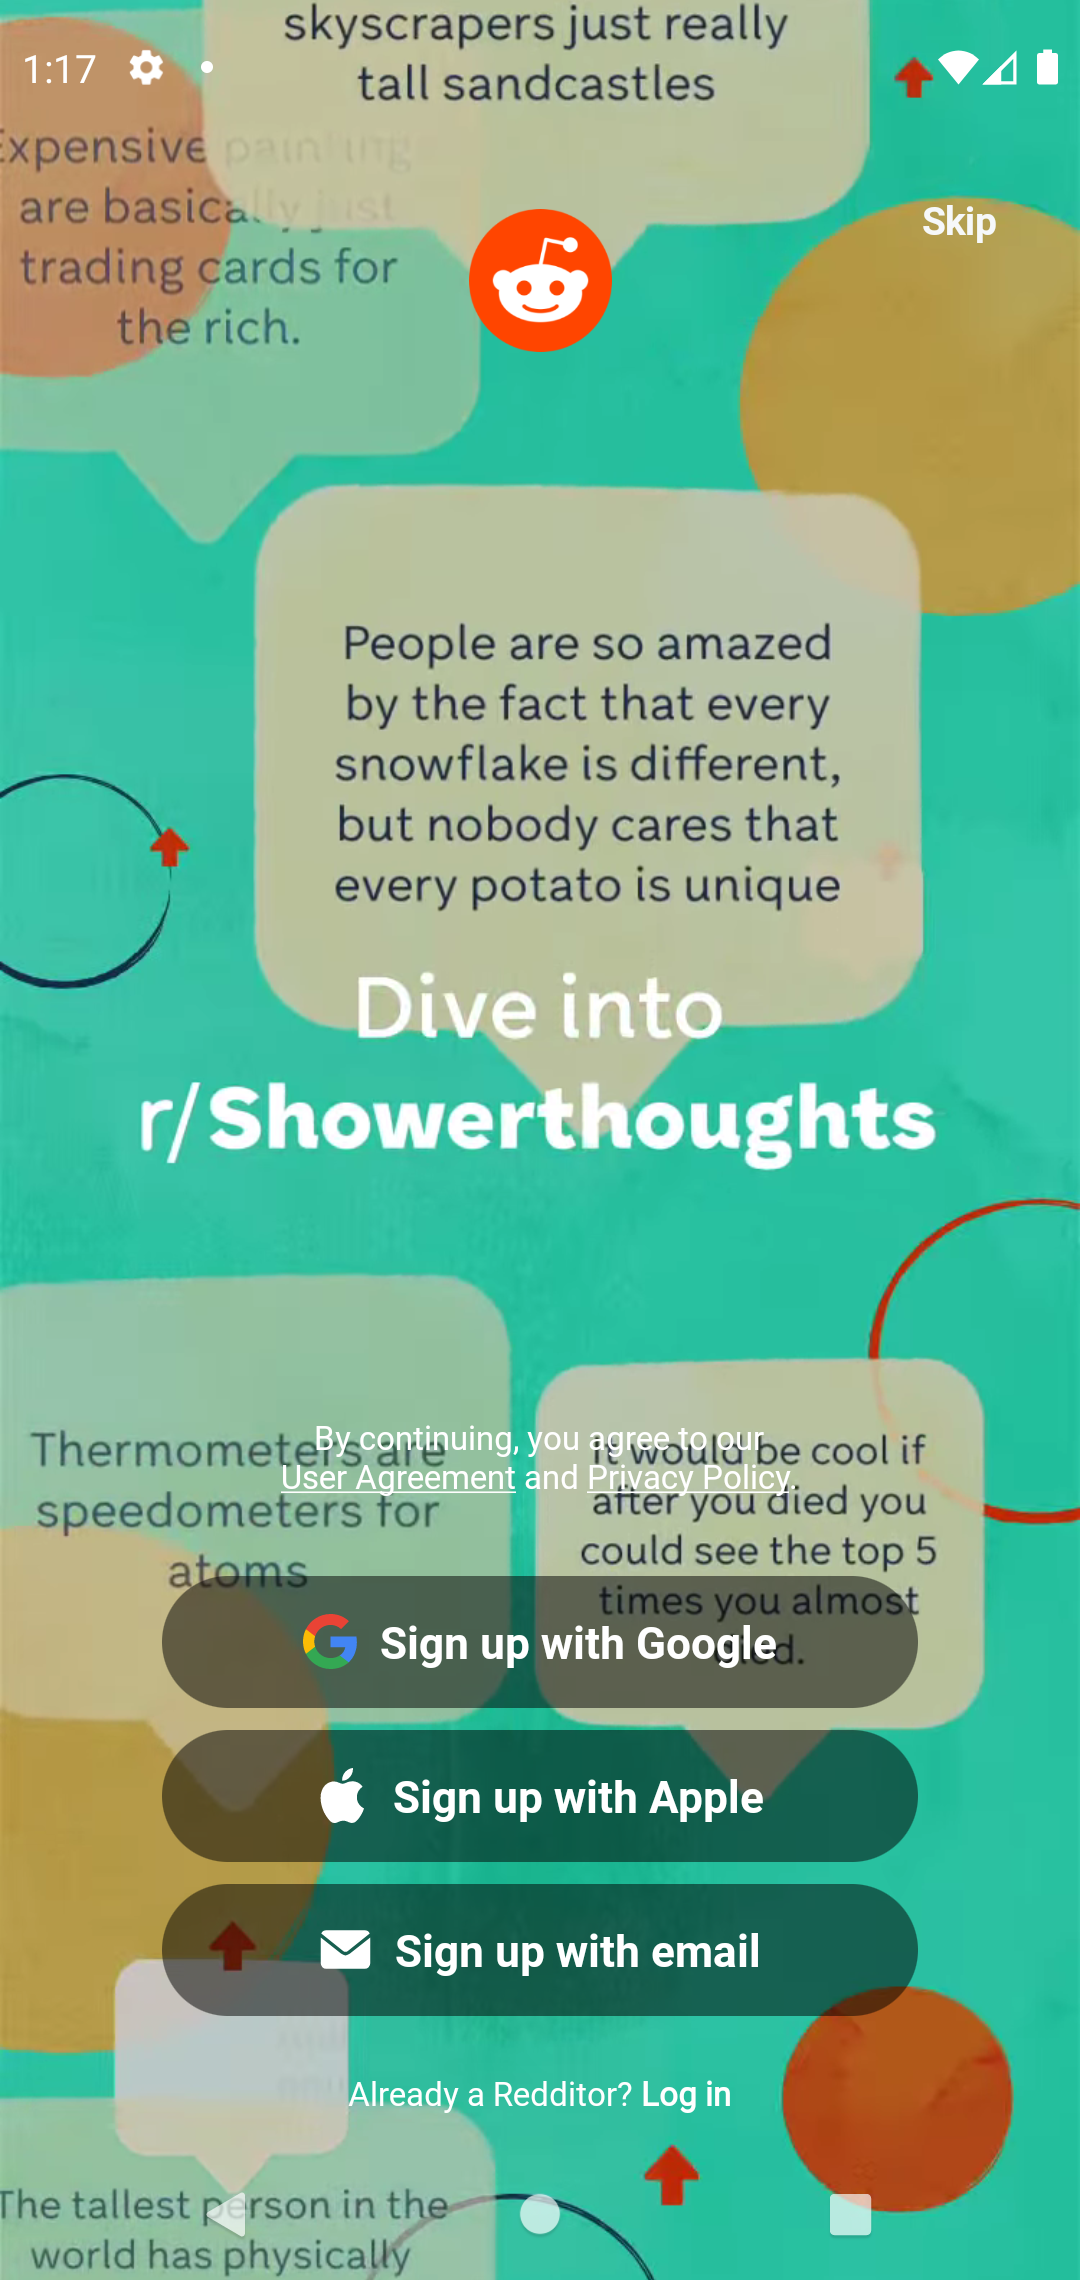 skyscrapers just really
tall sandcastles
1:17
Expensive painting
are basically just
trading cards for
the rich.
Skip
People are so amazed
by the fact that every
snowflake is different,
but nobody cares that
every potato is unique
Dive into
r/Showerthoughts
Thermometers are
speedometers for
atoms
It would be cool if
after you died you
could see the top 5
times you almost
died.
By continuing, you agree to our
User Agreement and Privacy Policy.
Sign up with Google
Sign up with Apple
Sign up with email
Already a Redditor? Log in
The tallest person in the
world has physically